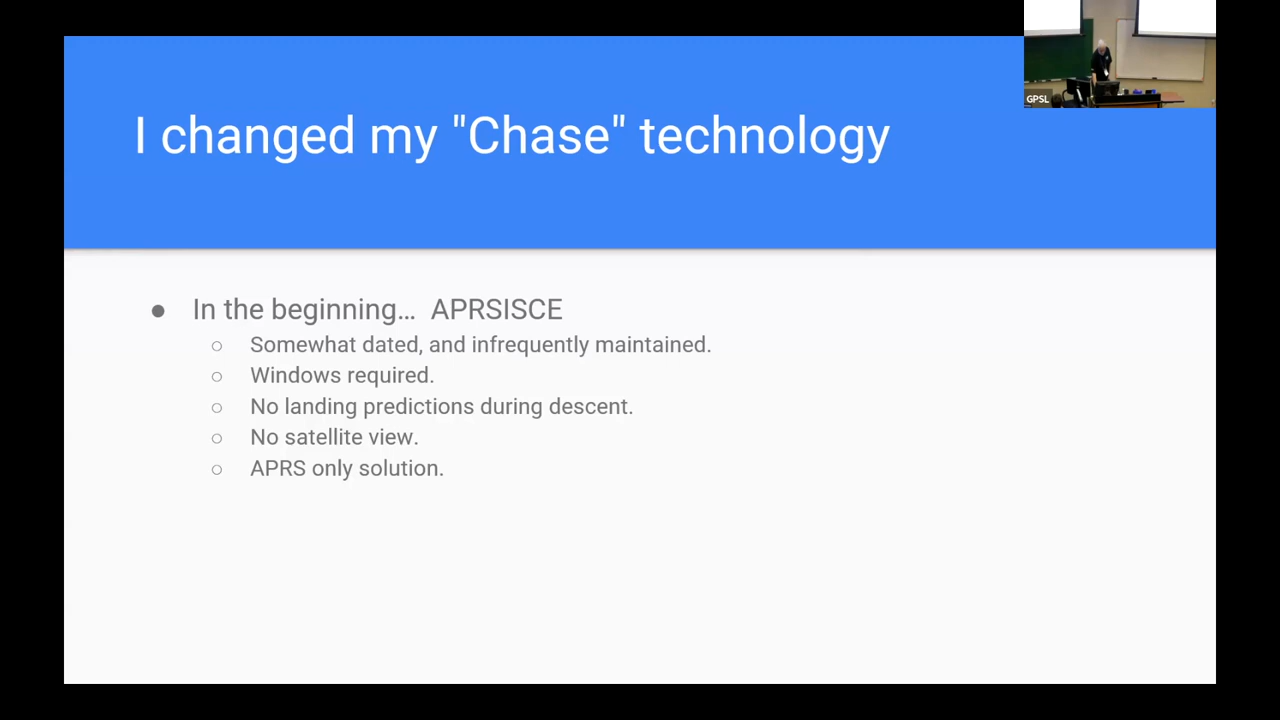 GPSL
I changed my "Chase" technology
● In the beginning… APRSISCE
○ Somewhat dated, and infrequently maintained.
○ Windows required.
○ No landing predictions during descent.
○ No satellite view.
○ APRS only solution.